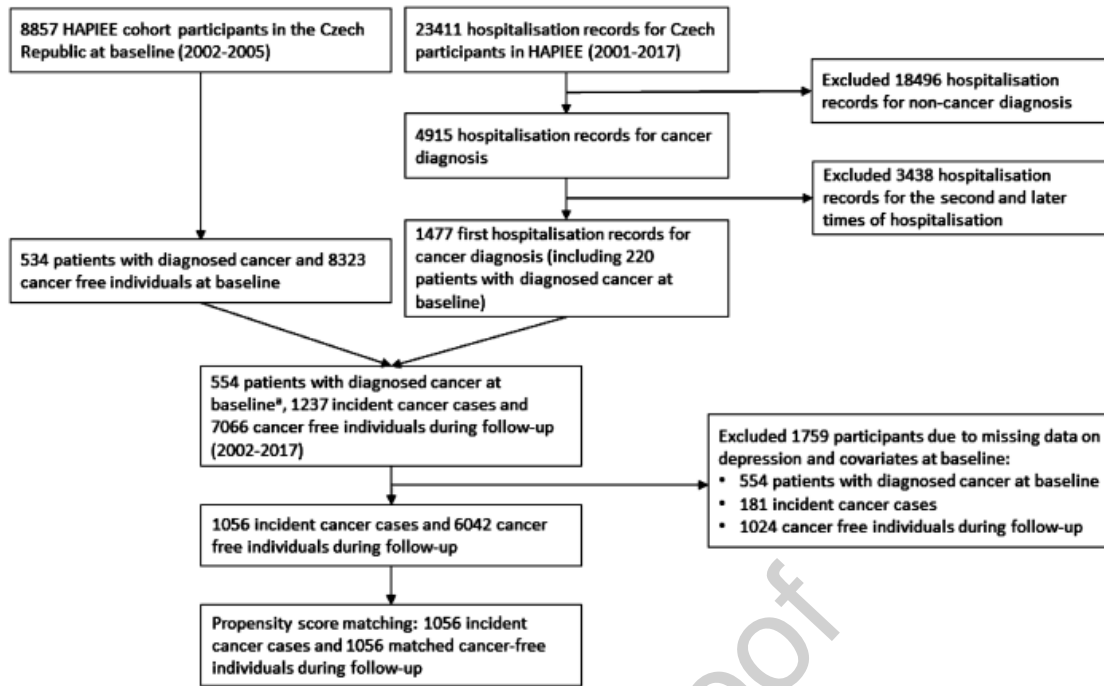 8857 HAPIEE cohort participants in the Czech
Republic at baseline (2002-2005)
23411 hospitalisation records for Czech
participants in HAPIEE (2001-2017)
Excluded 18496 hospitalisation
records for non-cancer diagnosis
4915 hospitalisation records for cancer
diagnosis
Excluded 3438 hospitalisation
records for the second and later
times of hospitalisation
534 patients with diagnosed cancer and 8323
cancer free individuals at baseline
1477 first hospitalisation records for
cancer diagnosis (including 220
patients with diagnosed cancer at
baseline)
554 patients with diagnosed cancer at
baselineª, 1237 incident cancer cases and
7066 cancer free individuals during follow-up
(2002-2017)
Excluded 1759 participants due to missing data on
depression and covariates at baseline:
• 554 patients with diagnosed cancer at baseline
• 181 incident cancer cases
• 1024 cancer free individuals during follow-up
1056 incident cancer cases and 6042 cancer
free individuals during follow-up
Propensity score matching: 1056 incident
cancer cases and 1056 matched cancer-free
individuals during follow-up
oof